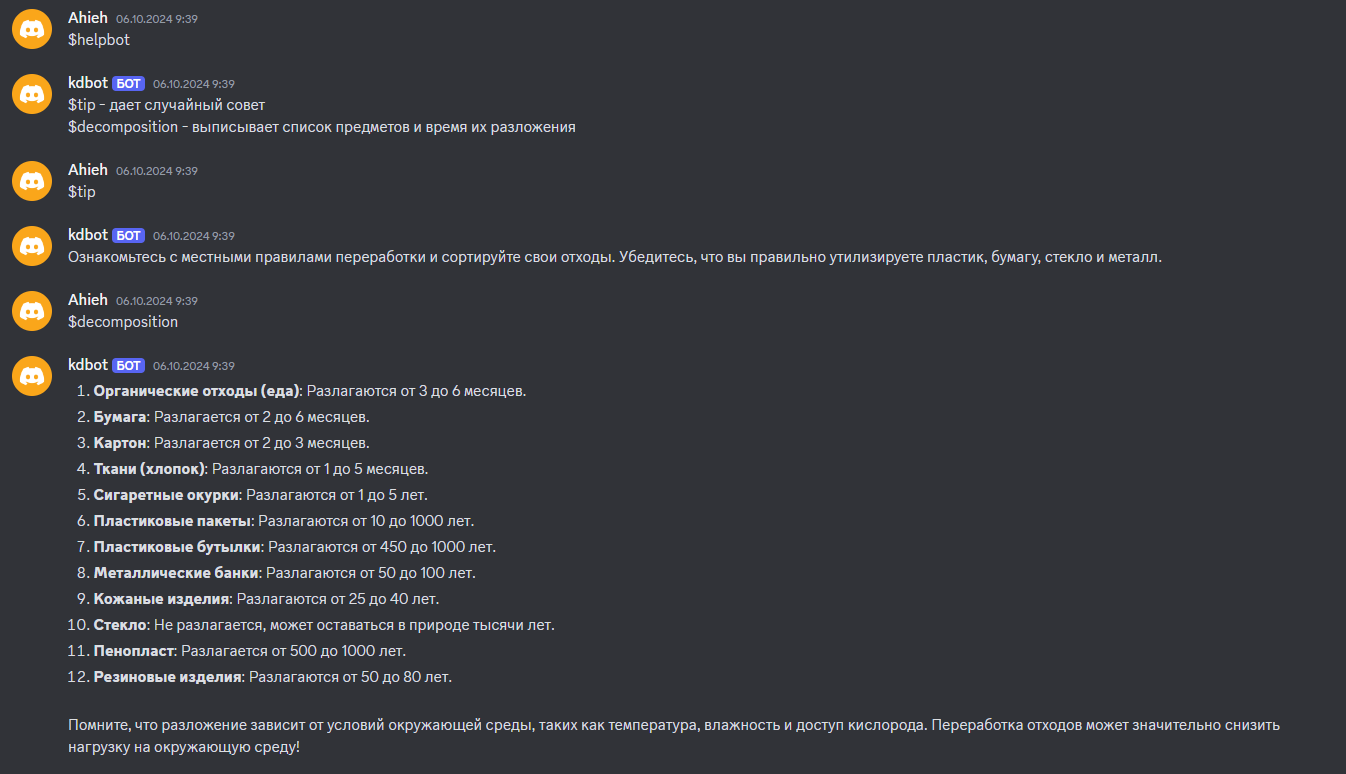 Ahieh 06.10.2024 9:39
$helpbot
kdbot БОТ 06.10.2024 9:39
$tip - дает случайный совет
$decomposition - выписывает список предметов и время их разложения
Ahieh 06.10.2024 9:39
$tip
kdbot БОТ 06.10.2024 9:39
Ознакомьтесь с местными правилами переработки и сортируйте свои отходы. Убедитесь, что вы правильно утилизируете пластик, бумагу, стекло и металл.
Ahieh 06.10.2024 9:39
$decomposition
kdbot БОТ 06.10.2024 9:39
1. Органические отходы (еда): Разлагаются от 3 до 6 месяцев.
2. Бумага: Разлагается от 2 до 6 месяцев.
3. Картон: Разлагается от 2 до 3 месяцев.
4. Ткани (хлопок): Разлагаются от 1 до 5 месяцев.
5. Сигаретные окурки: Разлагаются от 1 до 5 лет.
6. Пластиковые пакеты: Разлагаются от 10 до 1000 лет.
7. Пластиковые бутылки: Разлагаются от 450 до 1000 лет.
8. Металлические банки: Разлагаются от 50 до 100 лет.
9. Кожаные изделия: Разлагаются от 25 до 40 лет.
10. Стекло: Не разлагается, может оставаться в природе тысячи лет.
11. Пенопласт: Разлагается от 500 до 1000 лет.
12. Резиновые изделия: Разлагаются от 50 до 80 лет.
Помните, что разложение зависит от условий окружающей среды, таких как температура, влажность и доступ кислорода. Переработка отходов может значительно снизить
нагрузку на окружающую среду!